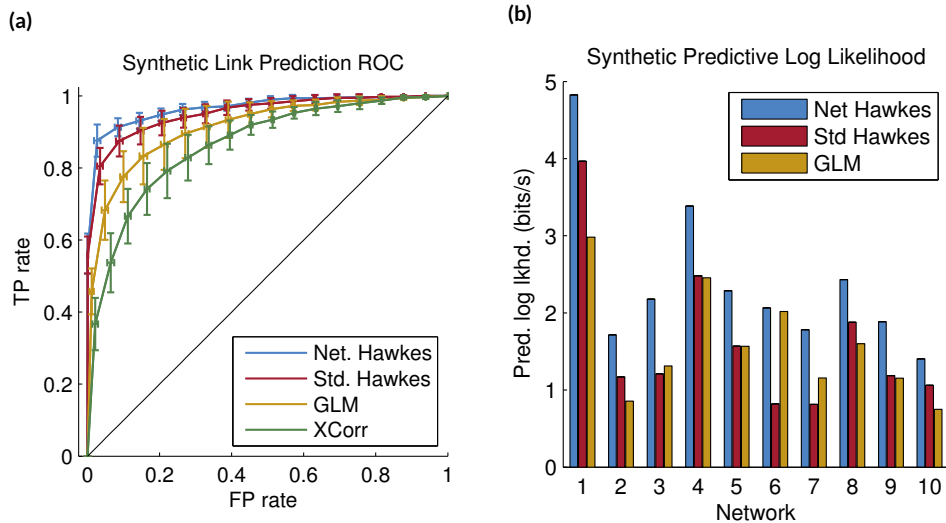 (a)
Synthetic Link Prediction ROC
1
0.8
0.6
0.4
0.2
0
TP rate
0 0.2 0.4 0.6 0.8 1
FP rate
Net. Hawkes
Std. Hawkes
GLM
XCorr
(b)
Synthetic Predictive Log Likelihood
5
4
3
2
1
0
Pred. log lkhd. (bits/s)
1 2 3 4 5 6 7 8 9 10
Network
Net Hawkes
Std Hawkes
GLM